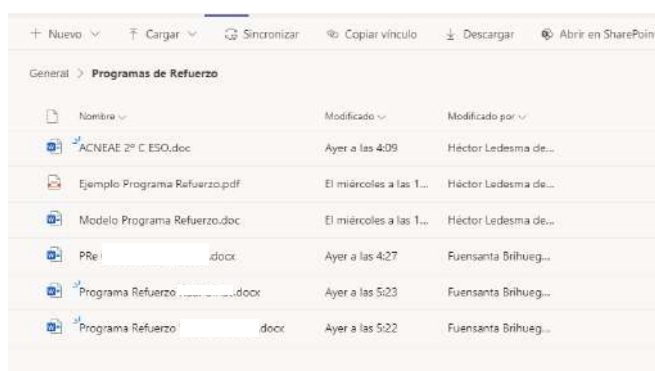 + Nuevo Cargar Sincronizar Copiar vínculo Descargar Abrir en SharePoin
General > Programas de Refuerzo
Nombre Modificado Modificado por
ACNEAE 2º C ESO.doc Ayer a las 4:09 Héctor Ledesma de...
Ejemplo Programa Refuerzo.pdf El miércoles a las 1... Héctor Ledesma de...
Modelo Programa Refuerzo.doc El miércoles a las 1... Héctor Ledesma de...
PRe .docx Ayer a las 4:27 Fuensanta Brihueg...
Programa Refuerzo .docx Ayer a las 5:23 Fuensanta Brihueg...
Programa Refuerzo .docx Ayer a las 5:22 Fuensanta Brihueg...